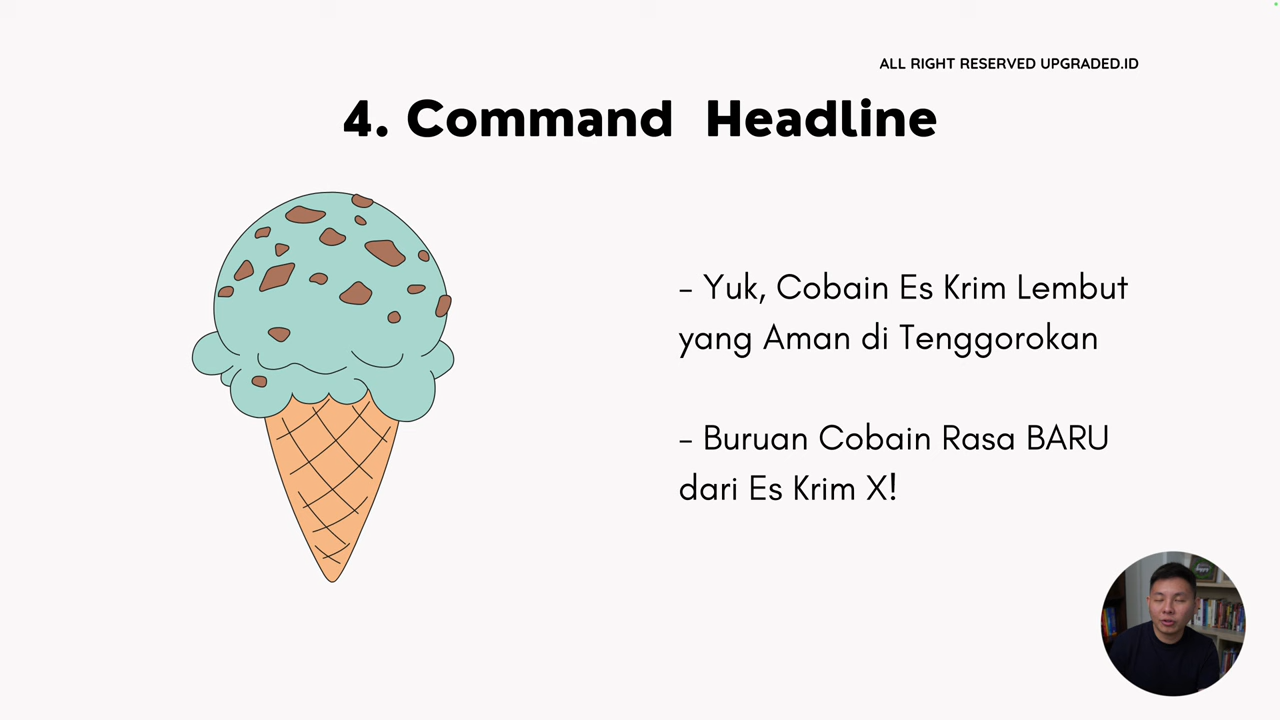 ALL RIGHT RESERVED UPGRADED.ID
4. Command Headline
- Yuk, Cobain Es Krim Lembut
yang Aman di Tenggorokan
- Buruan Cobain Rasa BARU
dari Es Krim X!